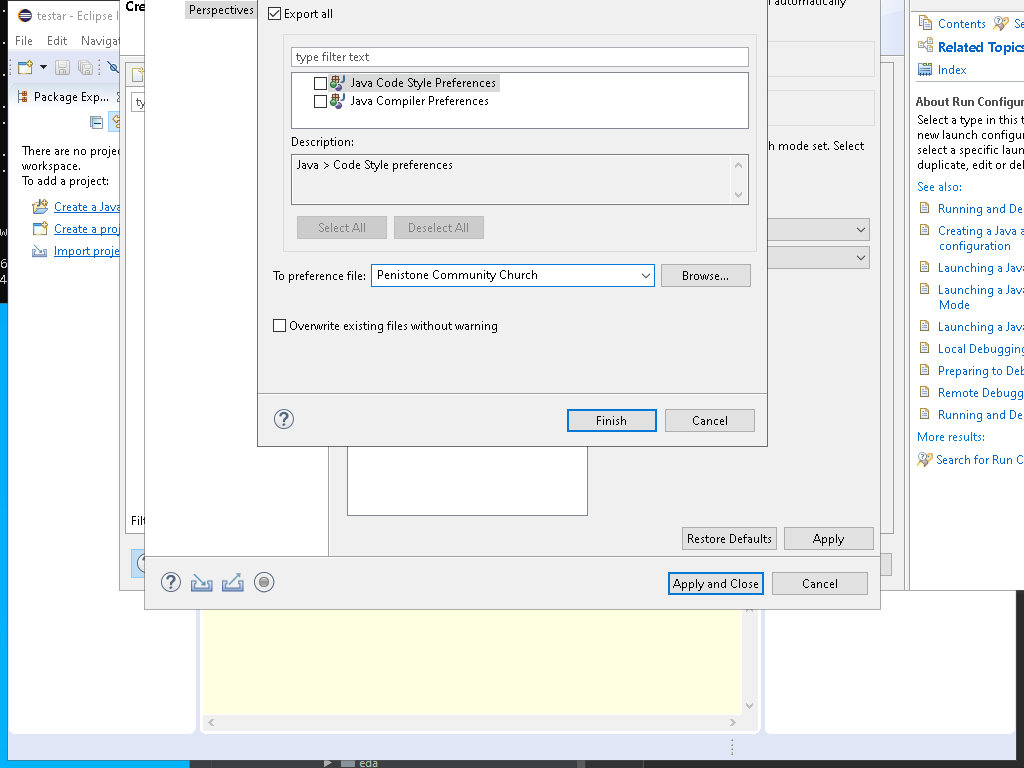 testar - Eclipse
File Edit Navigat
Package Exp...
There are no proje
workspace.
To add a project:
Create a Java
Create a proj
Import proje
Cre
ty
Filt
Perspectives
Export all
type filter text
Java Code Style Preferences
Java Compiler Preferences
Description:
Java > Code Style preferences
Select All Deselect All
To preference file: Penistone Community Church Browse...
Overwrite existing files without warning
Finish Cancel
automatically
h mode set. Select
Restore Defaults Apply
Apply and Close Cancel
Contents Se
Related Topics
Index
About Run Configur
Select a type in this t
new launch configur
select a specific laun
duplicate, edit or del
See also:
Running and De
Creating a Java a
configuration
Launching a Java
Launching a Java
Mode
Launching a Java
Local Debugging
Preparing to Deb
Remote Debugg
Running and De
More results:
Search for Run C
eda